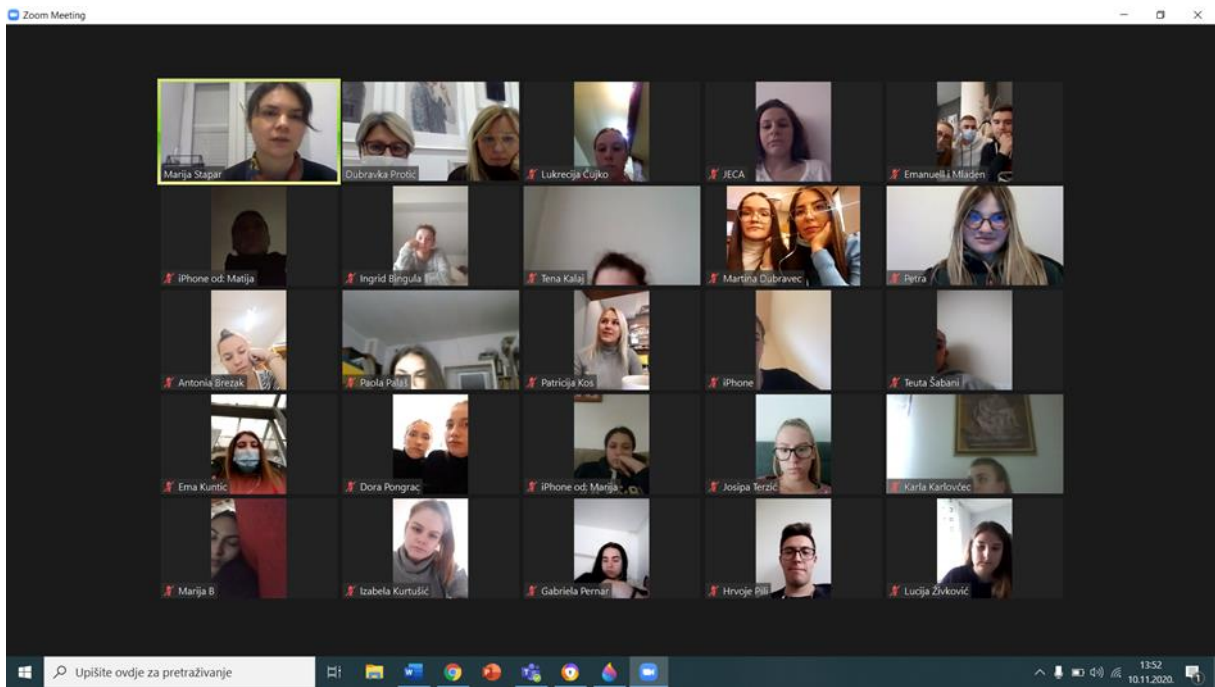 Zoom Meeting
Marija Stapar
Dubravka Protić
Lukrecija Čujko
JECA
Emanuell i Mladen
iPhone od: Matija
Ingrid Bingula
Tena Kalaj
Martina Dubravec
Petra
Antonia Brezak
Paola Palaš
Patricija Kos
iPhone
Teuta Šabani
Ema Kuntic
Dora Pongrac
iPhone od: Marija
Josipa Terzić
Karla Karlovčec
Marija B
Izabela Kurtušić
Gabriela Pernar
Hrvoje Pili
Lucija Živković
Upišite ovdje za pretraživanje
13:52
10.11.2020.
1